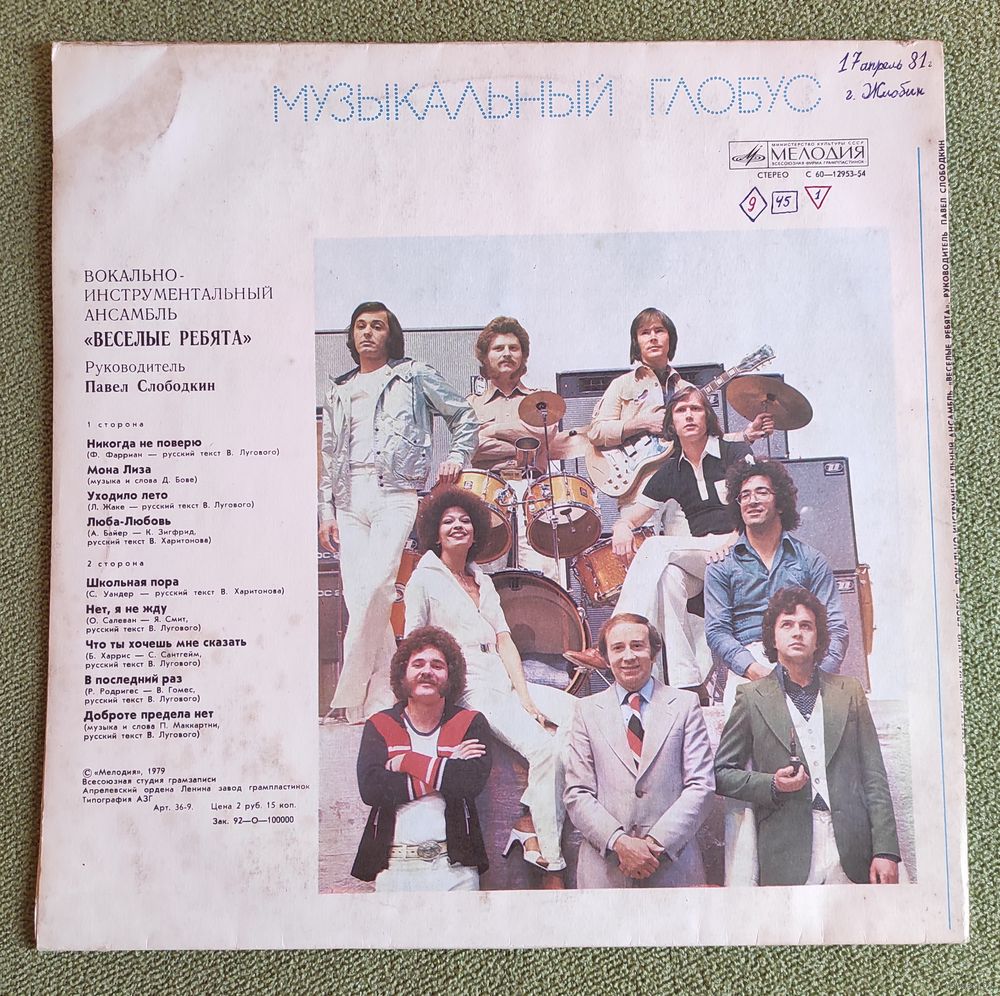 МУЗЫКАЛЬНЫЙ ГЛОБУС
17 апрель 81 г
г. Жлобин
МИНИСТЕРСТВО КУЛЬТУРЫ СССР
МЕЛОДИЯ
ВСЕСОЮЗНАЯ ФИРМА ГРАМПЛАСТИНОК
СТЕРЕО С 60—12953-54
9 45 1
ВОКАЛЬНО-
ИНСТРУМЕНТАЛЬНЫЙ
АНСАМБЛЬ
«ВЕСЕЛЫЕ РЕБЯТА»
Руководитель
Павел Слободкин
1 сторона
Никогда не поверю
(Ф. Фарриан — русский текст В. Лугового)
Мона Лиза
(музыка и слова Д. Бове)
Уходило лето
(Л. Жаке — русский текст В. Лугового)
Люба-Любовь
(А. Байер — К. Зигфрид,
русский текст В. Харитонова)
2 сторона
Школьная пора
(С. Уандер — русский текст В. Харитонова)
Нет, я не жду
(О. Салеван — Я. Смит,
русский текст В. Лугового)
Что ты хочешь мне сказать
(Б. Харрис — С. Сантгейм,
русский текст В. Лугового)
В последний раз
(Р. Родригес — В. Гомес,
русский текст В. Лугового)
Доброте предела нет
(музыка и слова П. Маккартни,
русский текст В. Лугового)
© «Мелодия», 1979
Всесоюзная студия грамзаписи
Апрелевский ордена Ленина завод грампластинок
Типография АЗГ
Арт. 36-9. Цена 2 руб. 15 коп.
Зак. 92—О—100000
ВОКАЛЬНО-ИНСТРУМЕНТАЛЬНЫЙ АНСАМБЛЬ «ВЕСЕЛЫЕ РЕБЯТА» РУКОВОДИТЕЛЬ ПАВЕЛ СЛОБОДКИН